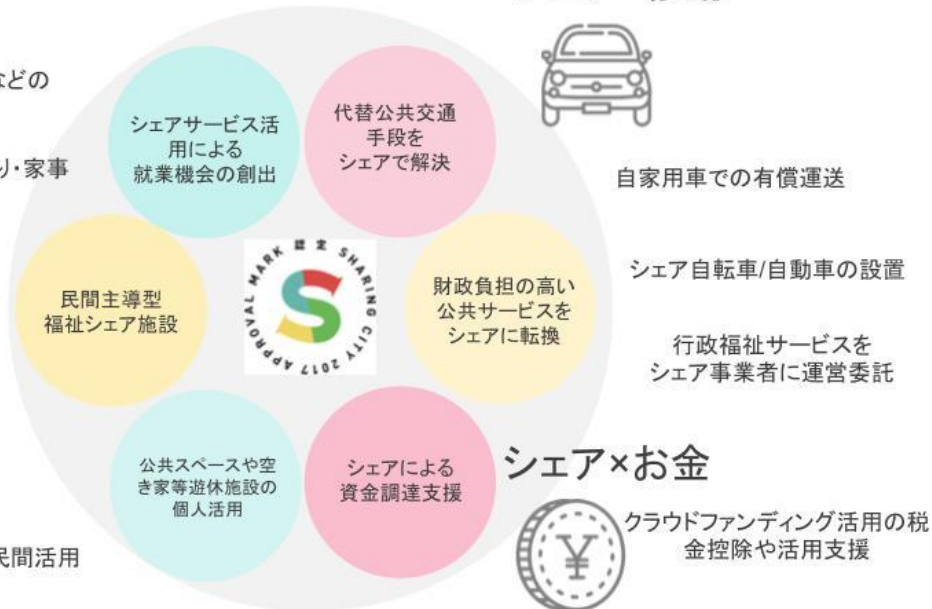 などの
り・家事
シェアサービス活
用による
就業機会の創出
代替公共交通
手段を
シェアで解決
自家用車での有償運送
シェア自転車/自動車の設置
民間主導型
福祉シェア施設
APPROVAL MARK 認定 SHARING CITY 2017
財政負担の高い
公共サービスを
シェアに転換
行政福祉サービスを
シェア事業者に運営委託
公共スペースや空
き家等遊休施設の
個人活用
シェアによる
資金調達支援
シェア×お金
クラウドファンディング活用の税
金控除や活用支援
民間活用